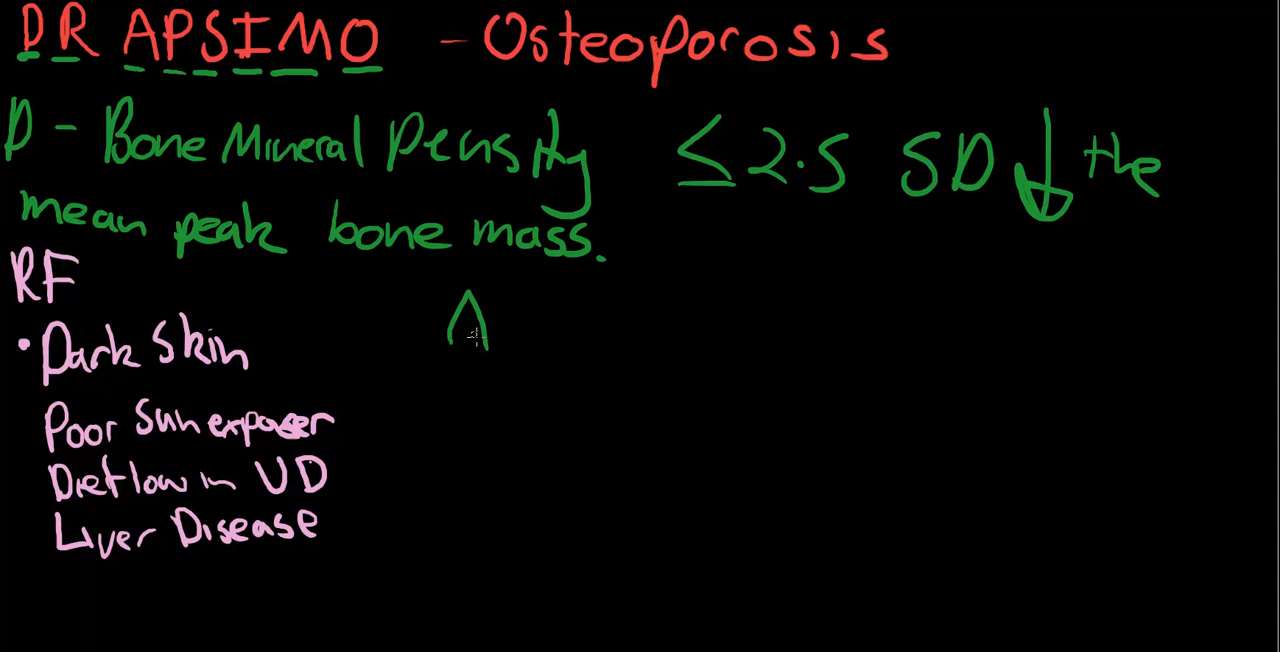 DR APSIMO - Osteoporosis
D - Bone Mineral Density ≤ 2.5 SD ↓ the
mean peak bone mass.
RF
• Dark Skin
Poor Sun exposer
Diet low in VD
Liver Disease
A